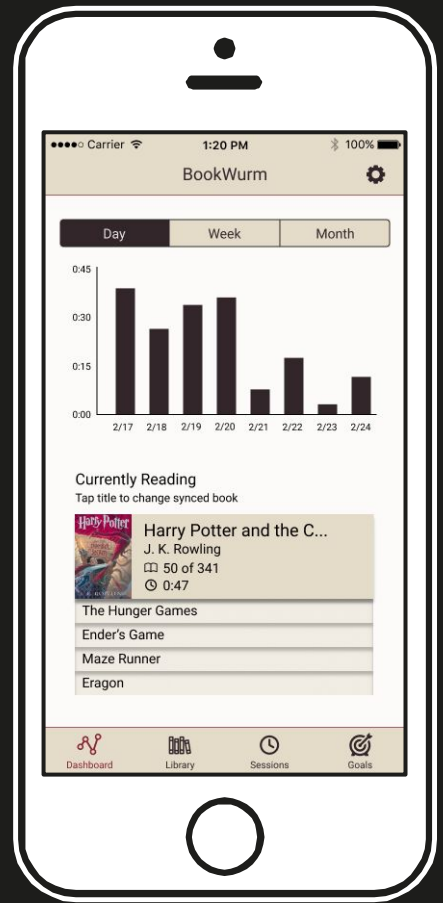 Carrier 1:20 PM 100%
BookWurm
Day Week Month
0:45
0:30
0:15
0:00
2/17 2/18 2/19 2/20 2/21 2/22 2/23 2/24
Currently Reading
Tap title to change synced book
Harry Potter
Harry Potter and the C...
J. K. Rowling
50 of 341
0:47
The Hunger Games
Ender's Game
Maze Runner
Eragon
Dashboard Library Sessions Goals